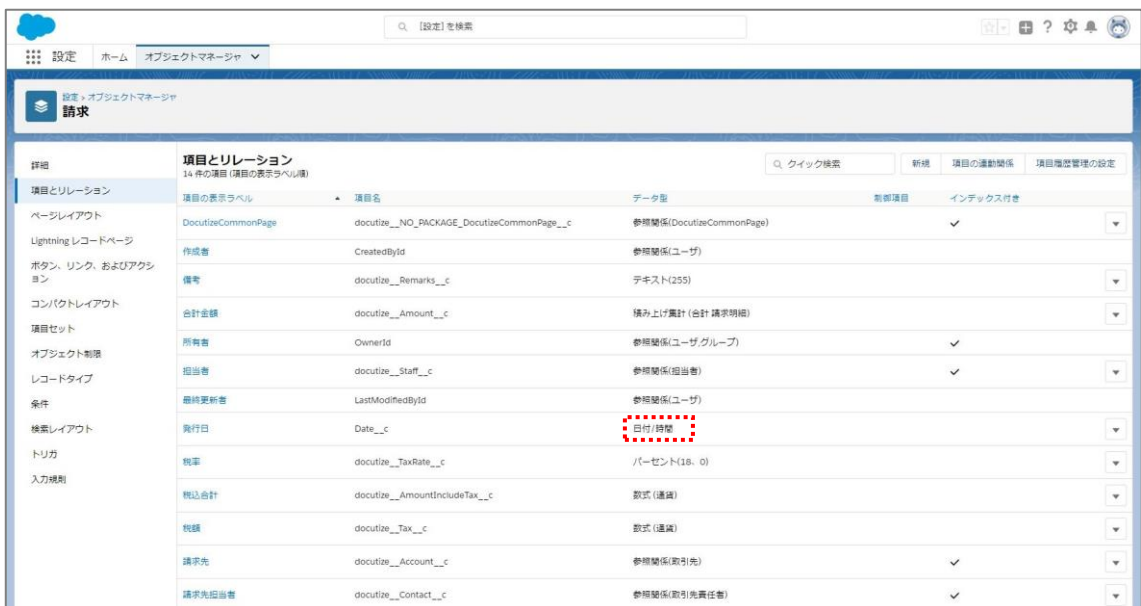 [設定] を検索
設定 ホーム オブジェクトマネージャ
設定 > オブジェクトマネージャ
請求
詳細
項目とリレーション
ページレイアウト
Lightning レコードページ
ボタン、リンク、およびアクシ
ョン
コンパクトレイアウト
項目セット
オブジェクト制限
レコードタイプ
条件
検索レイアウト
トリガ
入力規則
項目とリレーション
14 件の項目 (項目の表示ラベル順)
クイック検索 新規 項目の連動関係 項目履歴管理の設定
項目の表示ラベル 項目名 データ型 制御項目 インデックス付き
DocutizeCommonPage docutize__NO_PACKAGE_DocutizeCommonPage__c 参照関係(DocutizeCommonPage)
作成者 CreatedById 参照関係(ユーザ)
備考 docutize__Remarks__c テキスト(255)
合計金額 docutize__Amount__c 積み上げ集計 (合計 請求明細)
所有者 OwnerId 参照関係(ユーザ,グループ)
担当者 docutize__Staff__c 参照関係(担当者)
最終更新者 LastModifiedById 参照関係(ユーザ)
発行日 Date__c 日付/時間
税率 docutize__TaxRate__c パーセント(18、0)
税込合計 docutize__AmountIncludeTax__c 数式 (通貨)
税額 docutize__Tax__c 数式 (通貨)
請求先 docutize__Account__c 参照関係(取引先)
請求先担当者 docutize__Contact__c 参照関係(取引先責任者)